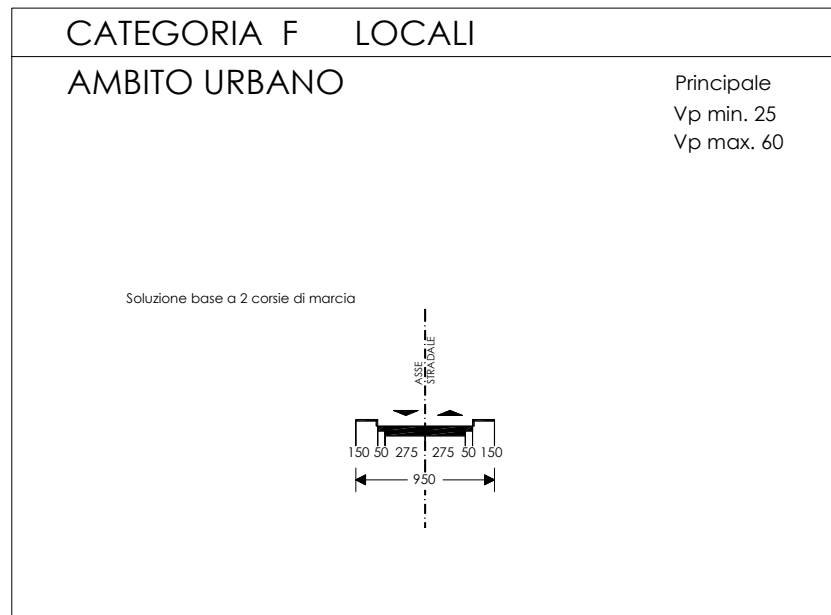 CATEGORIA F LOCALI
AMBITO URBANO
Principale
Vp min. 25
Vp max. 60
Soluzione base a 2 corsie di marcia
ASSE
STRADALE
150 50 275 275 50 150
950